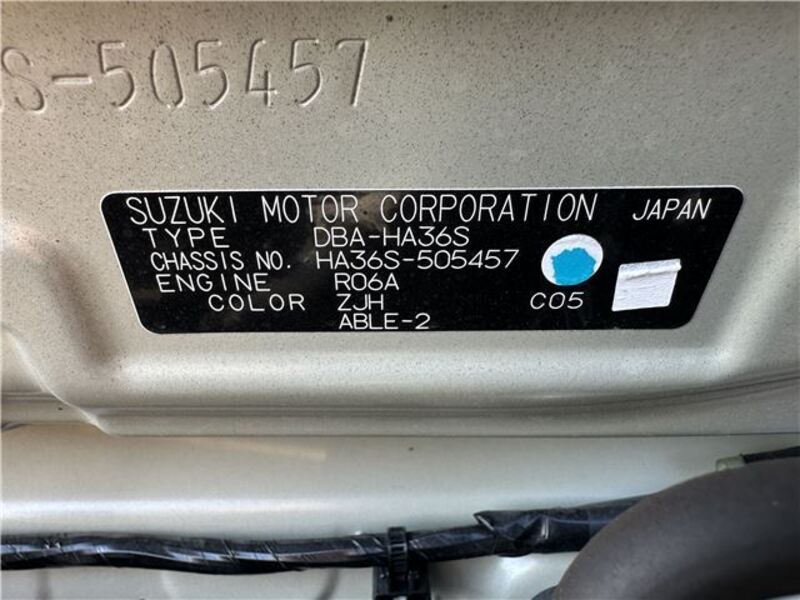 S-505457
SUZUKI MOTOR CORPORATION JAPAN
TYPE DBA-HA36S
CHASSIS NO. HA36S-505457
ENGINE R06A
COLOR ZJH C05
ABLE-2